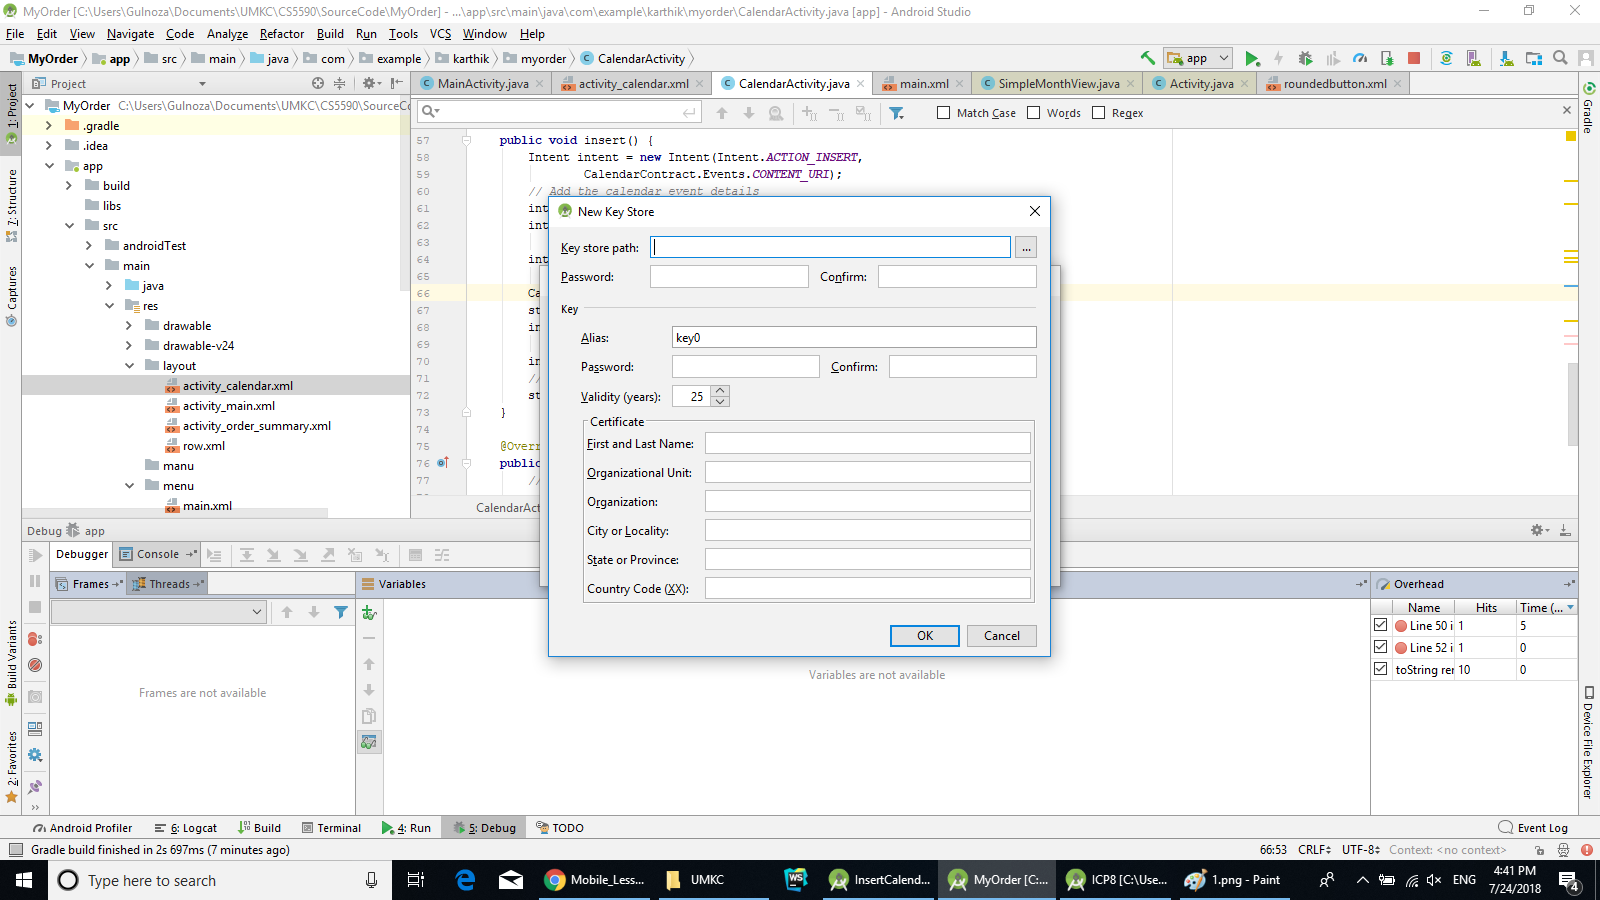 MyOrder [C:\Users\Gulnoza\Documents\UMKC\CS5590\SourceCode\MyOrder] - ...\app\src\main\java\com\example\karthik\myorder\CalendarActivity.java [app] - Android Studio
File Edit View Navigate Code Analyze Refactor Build Run Tools VCS Window Help
MyOrder app src main java com example karthik myorder CalendarActivity
app
Project
MainActivity.java activity_calendar.xml CalendarActivity.java main.xml SimpleMonthView.java Activity.java roundedbutton.xml
Match Case Words Regex
1: Project
7: Structure
Captures
Build Variants
2: Favorites
Gradle
Device File Explorer
MyOrder C:\Users\Gulnoza\Documents\UMKC\CS5590\SourceCo
.gradle
.idea
app
build
libs
src
androidTest
main
java
res
drawable
drawable-v24
layout
activity_calendar.xml
activity_main.xml
activity_order_summary.xml
row.xml
manu
menu
main.xml
57 public void insert() {
58 Intent intent = new Intent(Intent.ACTION_INSERT,
59 CalendarContract.Events.CONTENT_URI);
60 // Add the calendar event details
61 int
62 int
63
64 int
65
66 Ca
67 st
68 in
69
70 in
71 //
72 st
73 }
74
75 @Overr
76 public
77 //
CalendarAct
New Key Store
Key store path: ...
Password: Confirm:
Key
Alias: key0
Password: Confirm:
Validity (years): 25
Certificate
First and Last Name:
Organizational Unit:
Organization:
City or Locality:
State or Province:
Country Code (XX):
OK Cancel
Debug app
Debugger Console
Frames Threads
Variables
Overhead
Frames are not available
Variables are not available
Name Hits Time (...
Line 50 i 1 5
Line 52 i 1 0
toString rer 10 0
Android Profiler 6: Logcat Build Terminal 4: Run 5: Debug TODO Event Log
Gradle build finished in 2s 697ms (7 minutes ago) 66:53 CRLF UTF-8 Context: <no context>
Type here to search
Mobile_Less... UMKC InsertCalend... MyOrder [C:... ICP8 [C:\Use... 1.png - Paint
ENG
4:41 PM
7/24/2018
4